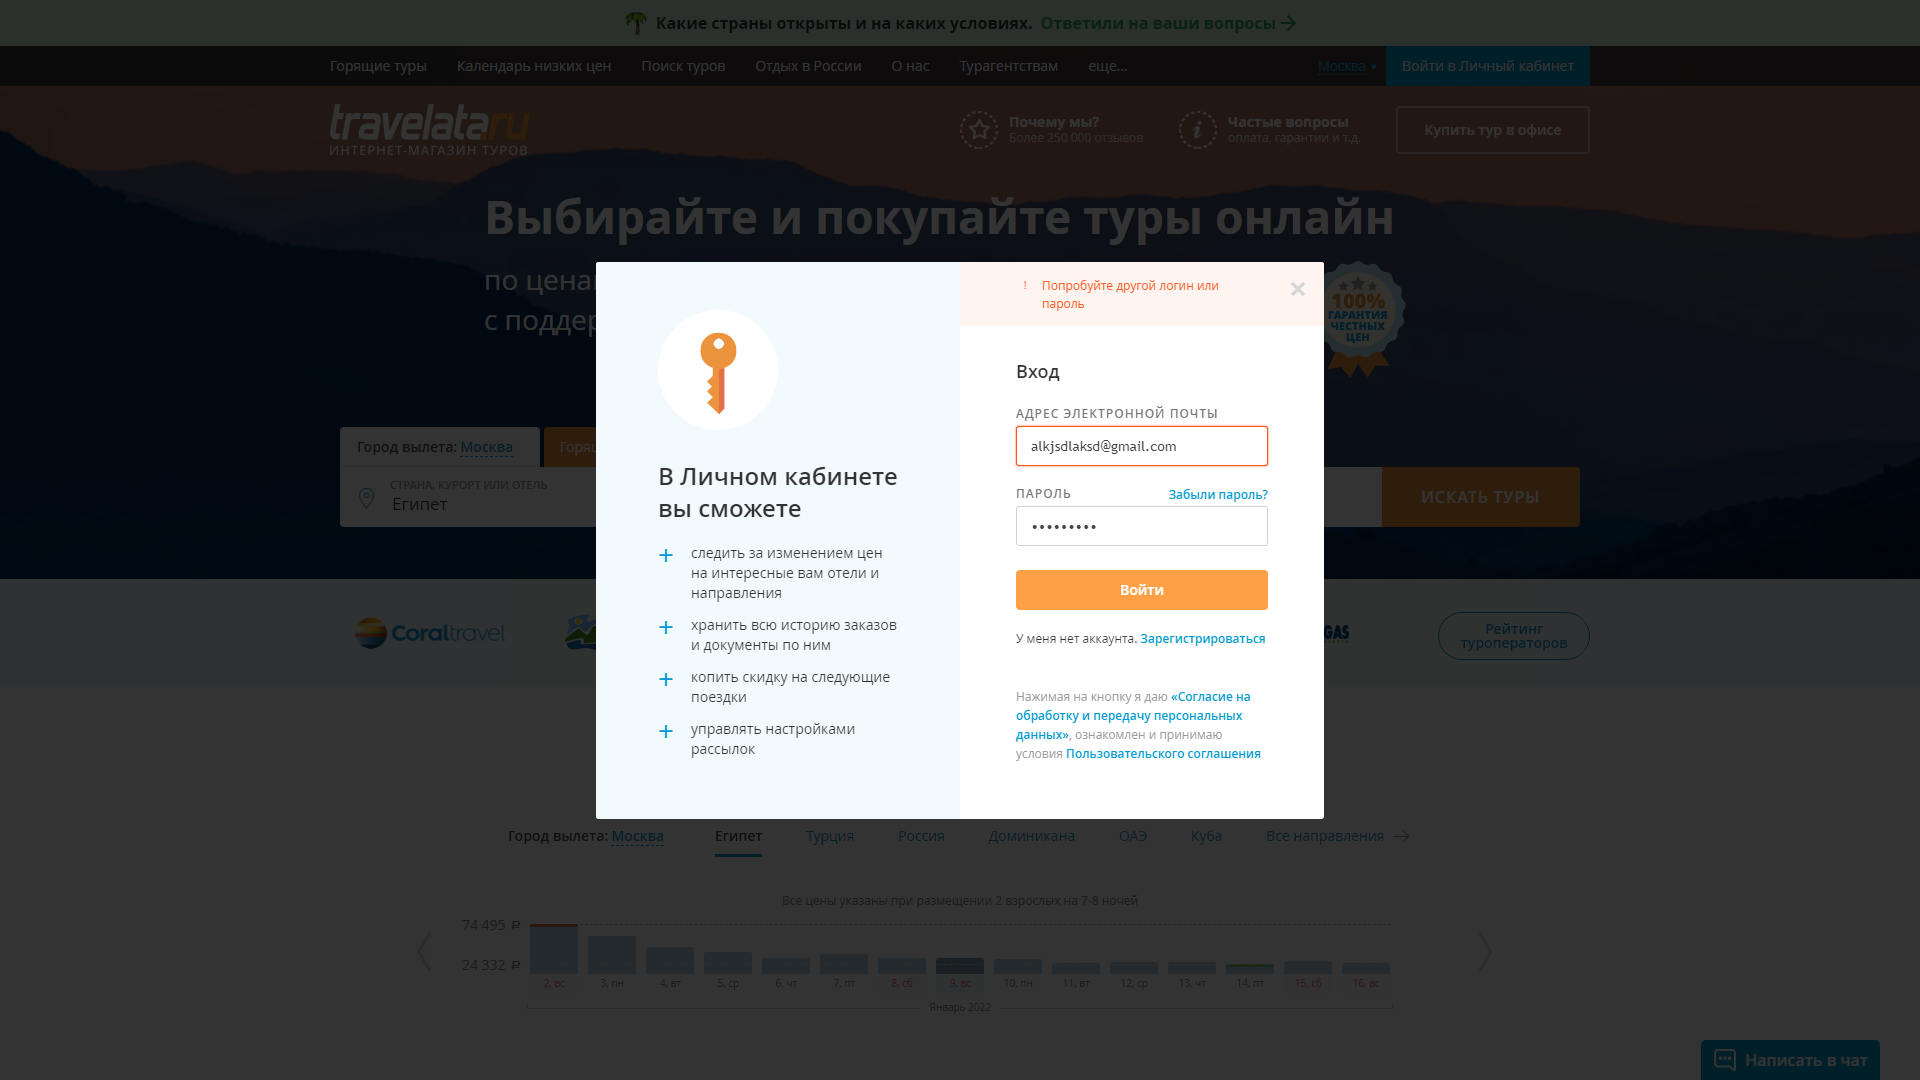 Какие страны открыты и на каких условиях. Ответили на ваши вопросы
Горящие туры Календарь низких цен Поиск туров Отдых в России О нас Турагентствам еще... Москва Войти в Личный кабинет
travelata.ru
ИНТЕРНЕТ-МАГАЗИН ТУРОВ
Почему мы?
Более 250 000 отзывов
Частые вопросы
оплата, гарантии и т.д.
Купить тур в офисе
Выбирайте и покупайте туры онлайн
по цена
с поддер
100%
ГАРАНТИЯ
ЧЕСТНЫХ
ЦЕН
Город вылета: Москва
Горящ
СТРАНА, КУРОРТ ИЛИ ОТЕЛЬ
Египет
ИСКАТЬ ТУРЫ
В Личном кабинете
вы сможете
+ следить за изменением цен
на интересные вам отели и
направления
+ хранить всю историю заказов
и документы по ним
+ копить скидку на следующие
поездки
+ управлять настройками
рассылок
! Попробуйте другой логин или
пароль
Вход
АДРЕС ЭЛЕКТРОННОЙ ПОЧТЫ
alkjsdlaksd@gmail.com
ПАРОЛЬ Забыли пароль?
•••••••••
Войти
У меня нет аккаунта. Зарегистрироваться
Нажимая на кнопку я даю «Согласие на
обработку и передачу персональных
данных», ознакомлен и принимаю
условия Пользовательского соглашения
Coraltravel
GAS
Рейтинг
туроператоров
Город вылета: Москва Египет Турция Россия Доминикана ОАЭ Куба Все направления
Все цены указаны при размещении 2 взрослых на 7-8 ночей
74 495 ₽
24 332 ₽
2, вс 3, пн 4, вт 5, ср 6, чт 7, пт 8, сб 9, вс 10, пн 11, вт 12, ср 13, чт 14, пт 15, сб 16, вс
Январь 2022
Написать в чат